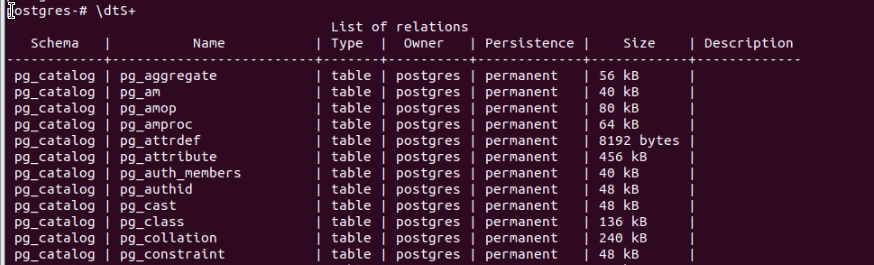 postgres-# \dtS+
List of relations
Schema | Name | Type | Owner | Persistence | Size | Description
------------+-------------------------+-------+----------+-------------+------------+-------------
pg_catalog | pg_aggregate | table | postgres | permanent | 56 kB |
pg_catalog | pg_am | table | postgres | permanent | 40 kB |
pg_catalog | pg_amop | table | postgres | permanent | 80 kB |
pg_catalog | pg_amproc | table | postgres | permanent | 64 kB |
pg_catalog | pg_attrdef | table | postgres | permanent | 8192 bytes |
pg_catalog | pg_attribute | table | postgres | permanent | 456 kB |
pg_catalog | pg_auth_members | table | postgres | permanent | 40 kB |
pg_catalog | pg_authid | table | postgres | permanent | 48 kB |
pg_catalog | pg_cast | table | postgres | permanent | 48 kB |
pg_catalog | pg_class | table | postgres | permanent | 136 kB |
pg_catalog | pg_collation | table | postgres | permanent | 240 kB |
pg_catalog | pg_constraint | table | postgres | permanent | 48 kB |